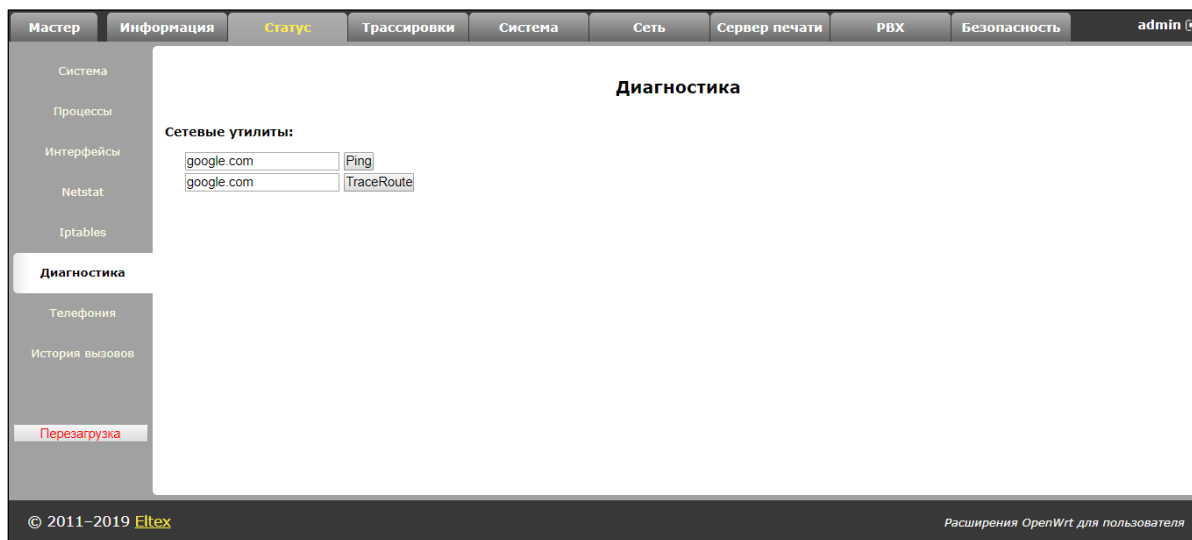 Мастер Информация Статус Трассировки Система Сеть Сервер печати PBX Безопасность admin
Система
Процессы
Интерфейсы
Netstat
Iptables
Диагностика
Телефония
История вызовов
Перезагрузка
Диагностика
Сетевые утилиты:
google.com Ping
google.com TraceRoute
© 2011–2019 Eltex
Расширения OpenWrt для пользователя